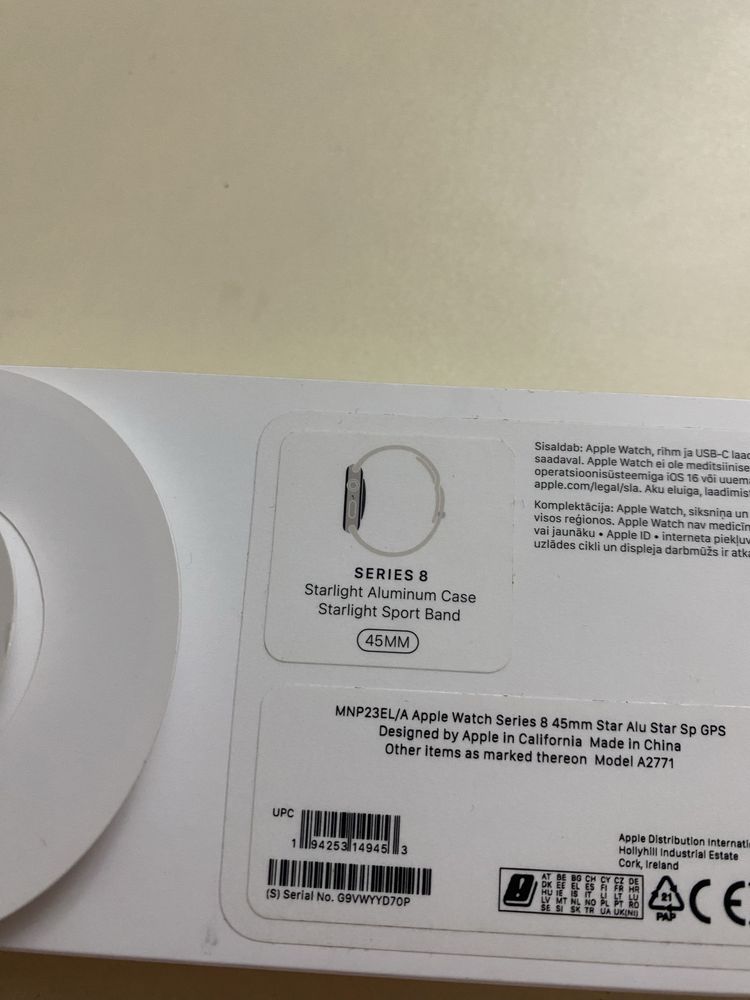 SERIES 8
Starlight Aluminum Case
Starlight Sport Band
45MM
Sisaldab: Apple Watch, rihm ja USB-C
saadaval. Apple Watch ei ole
operatsioonisüsteemiga iOS 16 või
apple.com/legal/sla. Aku eluiga,
Komplektācija: Apple Watch, siksniņa un
visos reģionos. Apple Watch nav
vai jaunāku • Apple ID • interneta
uzlādes cikli un displeja darbmūžs ir
MNP23EL/A Apple Watch Series 8 45mm Star Alu Star Sp GPS
Designed by Apple in California Made in China
Other items as marked thereon Model A2771
UPC
1 94253 14945 3
(S) Serial No. G9VWYYD70P
Apple Distribution
Hollyhill Industrial Estate
Cork, Ireland
AT BE BG CH CY CZ DE
DK EE EL ES FI FR HR
HU IE IS IT LI LT LU
LV MT NL NO PL PT RO
SE SI SK TR UA UK(NI)
21
PAP
CE